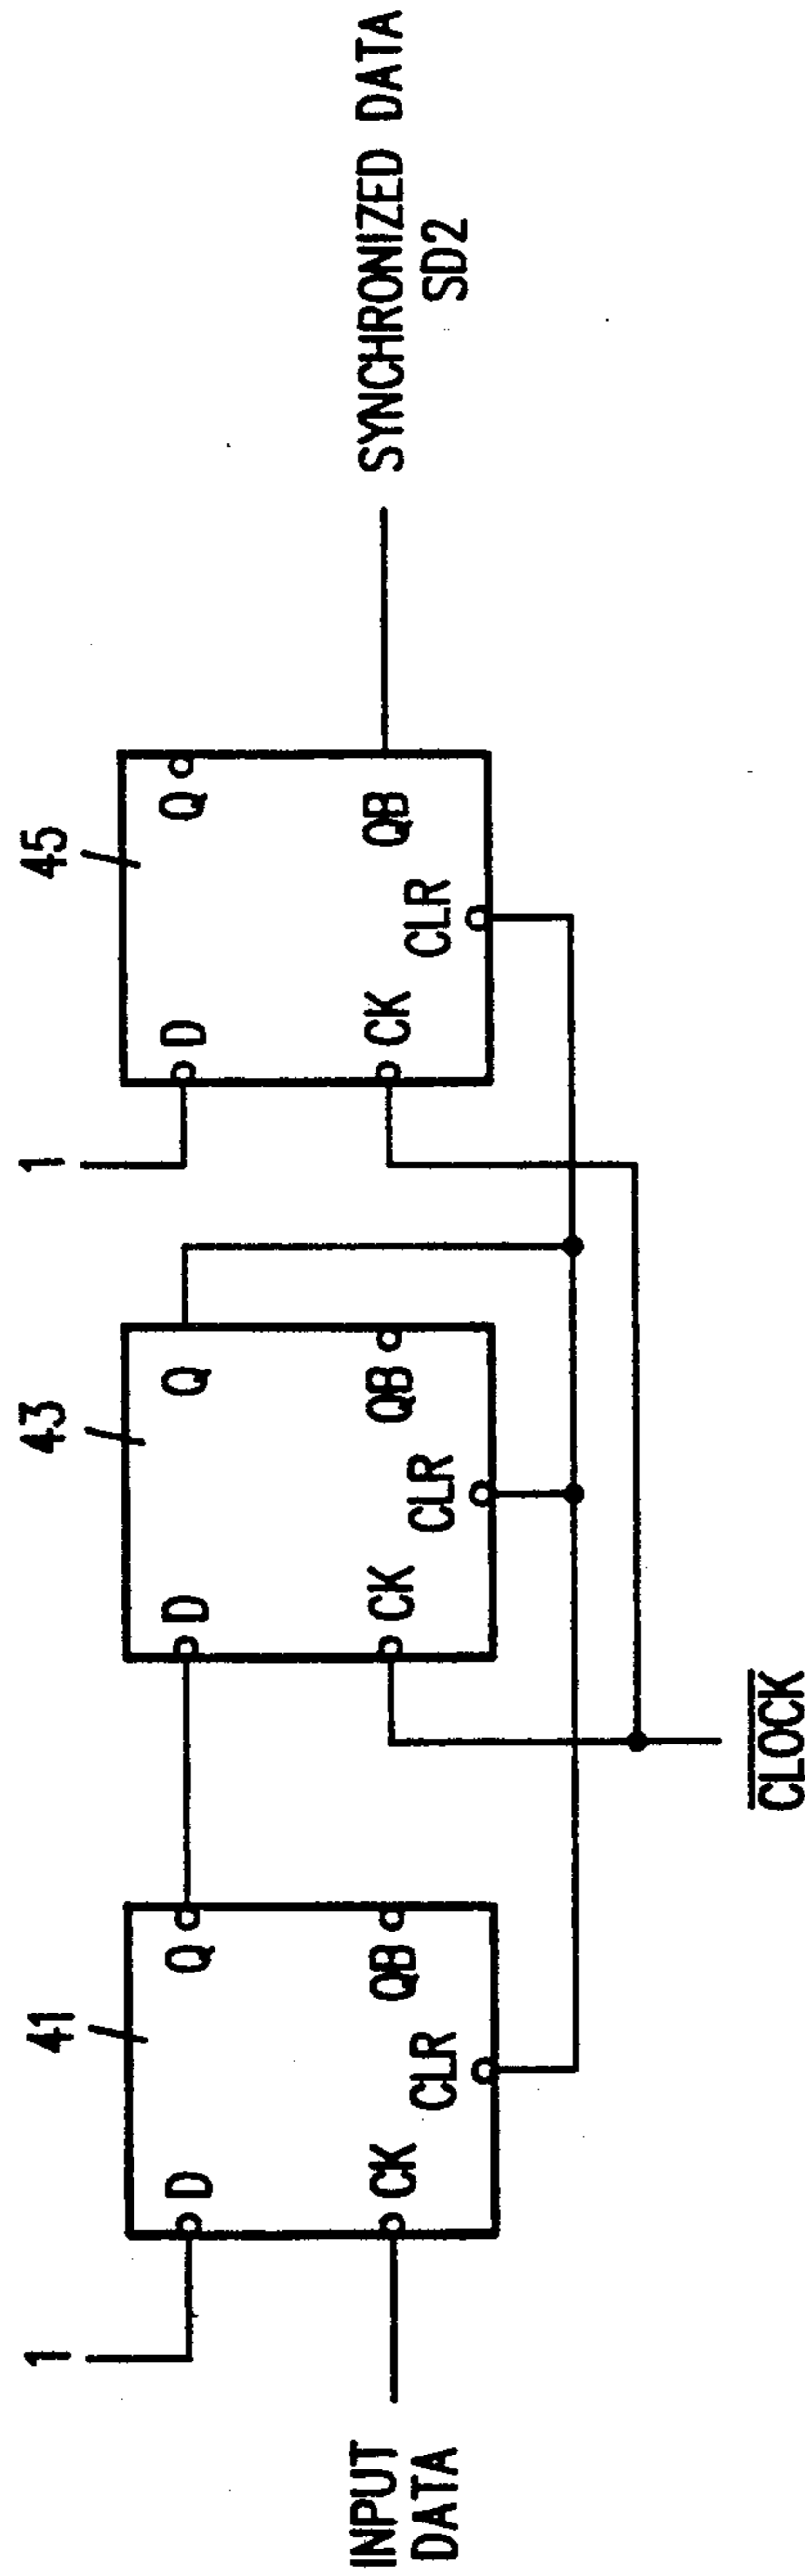 1
41
D
Q
CK
CLR
QB
INPUT
DATA
43
D
Q
CK
CLR
QB
CLOCK
1
45
D
Q
CK
CLR
QB
SYNCHRONIZED DATA
SD2